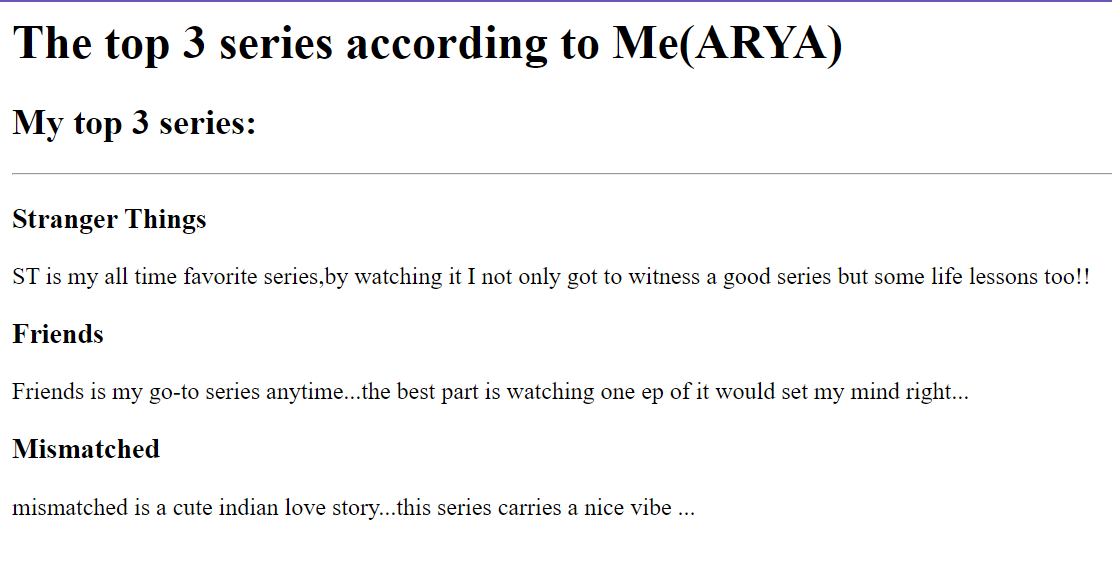 The top 3 series according to Me(ARYA)
My top 3 series:
Stranger Things
ST is my all time favorite series,by watching it I not only got to witness a good series but some life lessons too!!
Friends
Friends is my go-to series anytime...the best part is watching one ep of it would set my mind right...
Mismatched
mismatched is a cute indian love story...this series carries a nice vibe ...